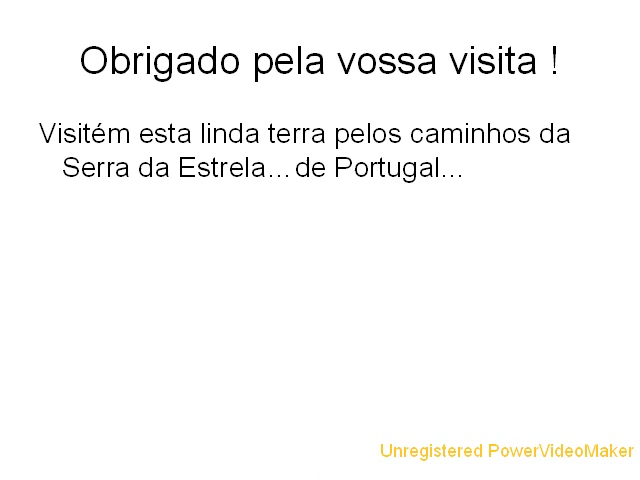 Obrigado pela vossa visita !
Visitém esta linda terra pelos caminhos da
Serra da Estrela... de Portugal...
Unregistered PowerVideoMaker